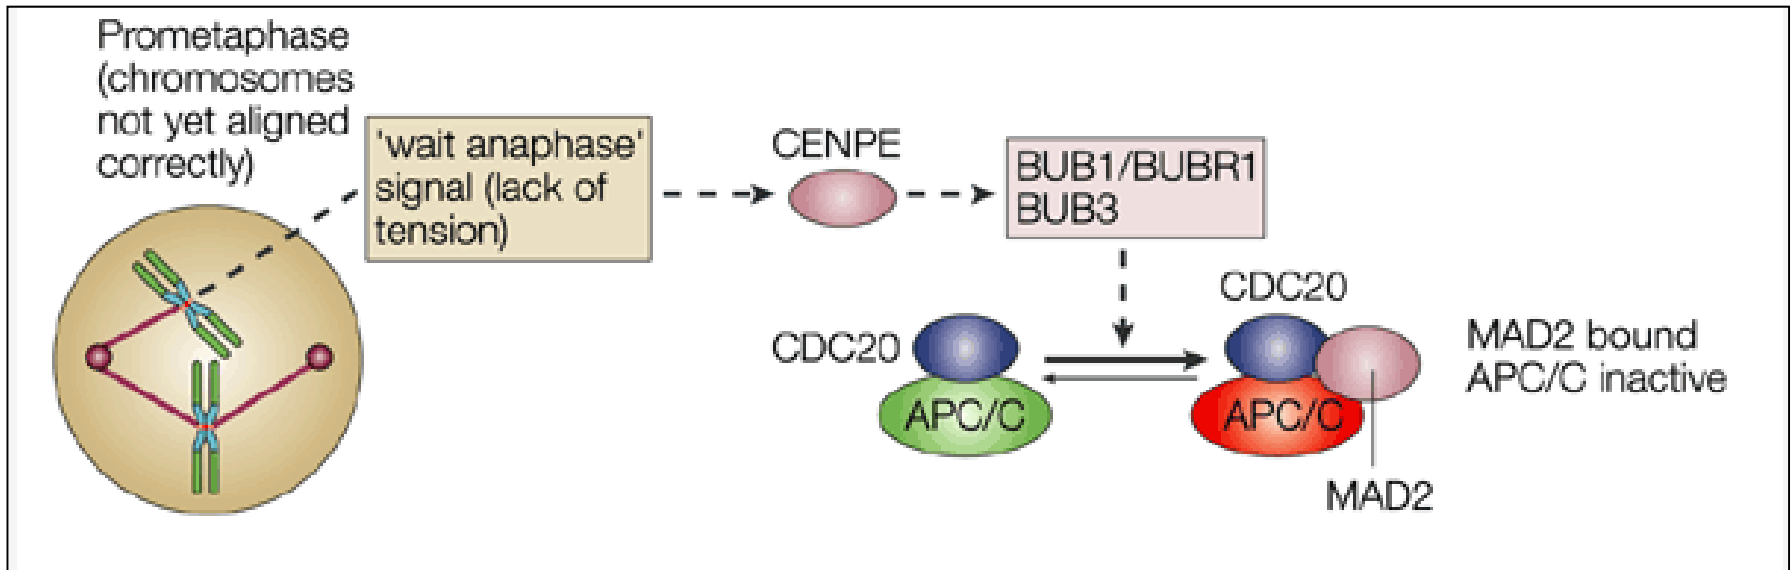 Prometaphase
(chromosomes
not yet aligned
correctly)
'wait anaphase'
signal (lack of
tension)
CENPE
BUB1/BUBR1
BUB3
CDC20
APC/C
CDC20
APC/C
MAD2
MAD2 bound
APC/C inactive